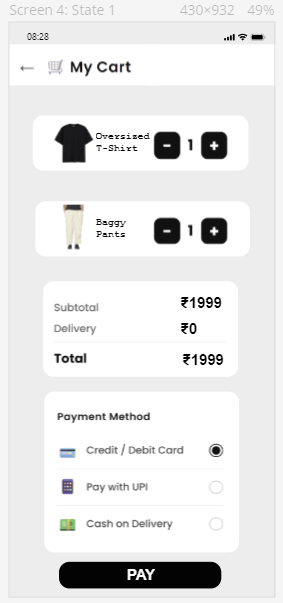 Screen 4: State 1 430×932 49%
08:28
← My Cart
Oversized
T-Shirt
- 1 +
Baggy
Pants
- 1 +
Subtotal ₹1999
Delivery ₹0
Total ₹1999
Payment Method
Credit / Debit Card
Pay with UPI
Cash on Delivery
PAY